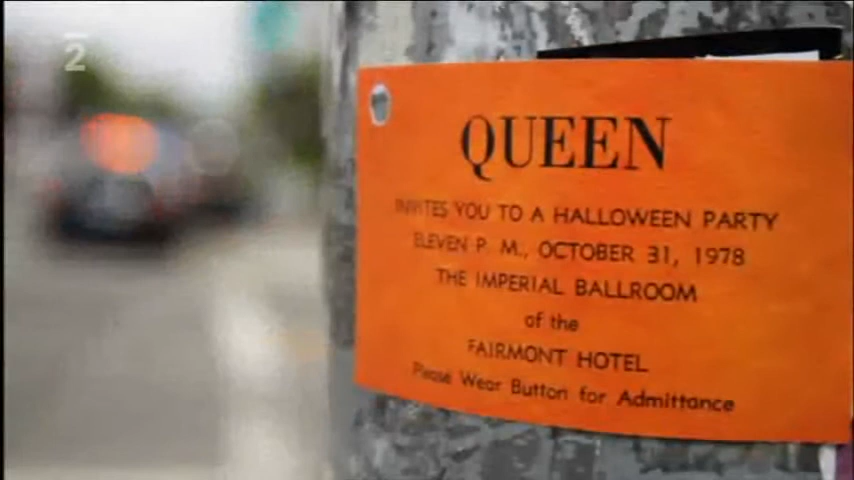 2
QUEEN
INVITES YOU TO A HALLOWEEN PARTY
ELEVEN P. M., OCTOBER 31, 1978
THE IMPERIAL BALLROOM
of the
FAIRMONT HOTEL
Please Wear Button for Admittance